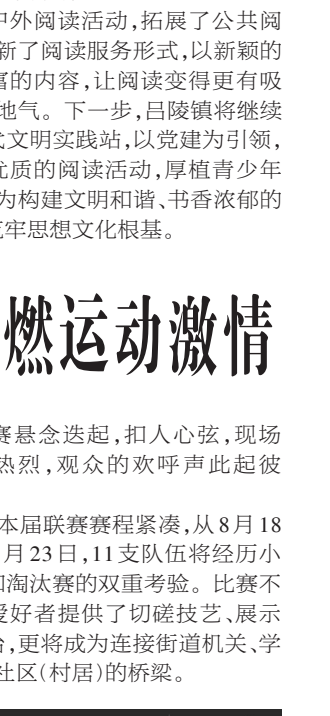 中外阅读活动,拓展了公共阅
新了阅读服务形式,以新颖的
富的内容,让阅读变得更有吸
地气。下一步,吕陵镇将继续
代文明实践站,以党建为引领,
优质的阅读活动,厚植青少年
为构建文明和谐、书香浓郁的
筑牢思想文化根基。
燃运动激情
赛悬念迭起,扣人心弦,现场
热烈,观众的欢呼声此起彼
本届联赛赛程紧凑,从8月18
月23日,11支队伍将经历小
和淘汰赛的双重考验。比赛不
爱好者提供了切磋技艺、展示
台,更将成为连接街道机关、学
社区(村居)的桥梁。